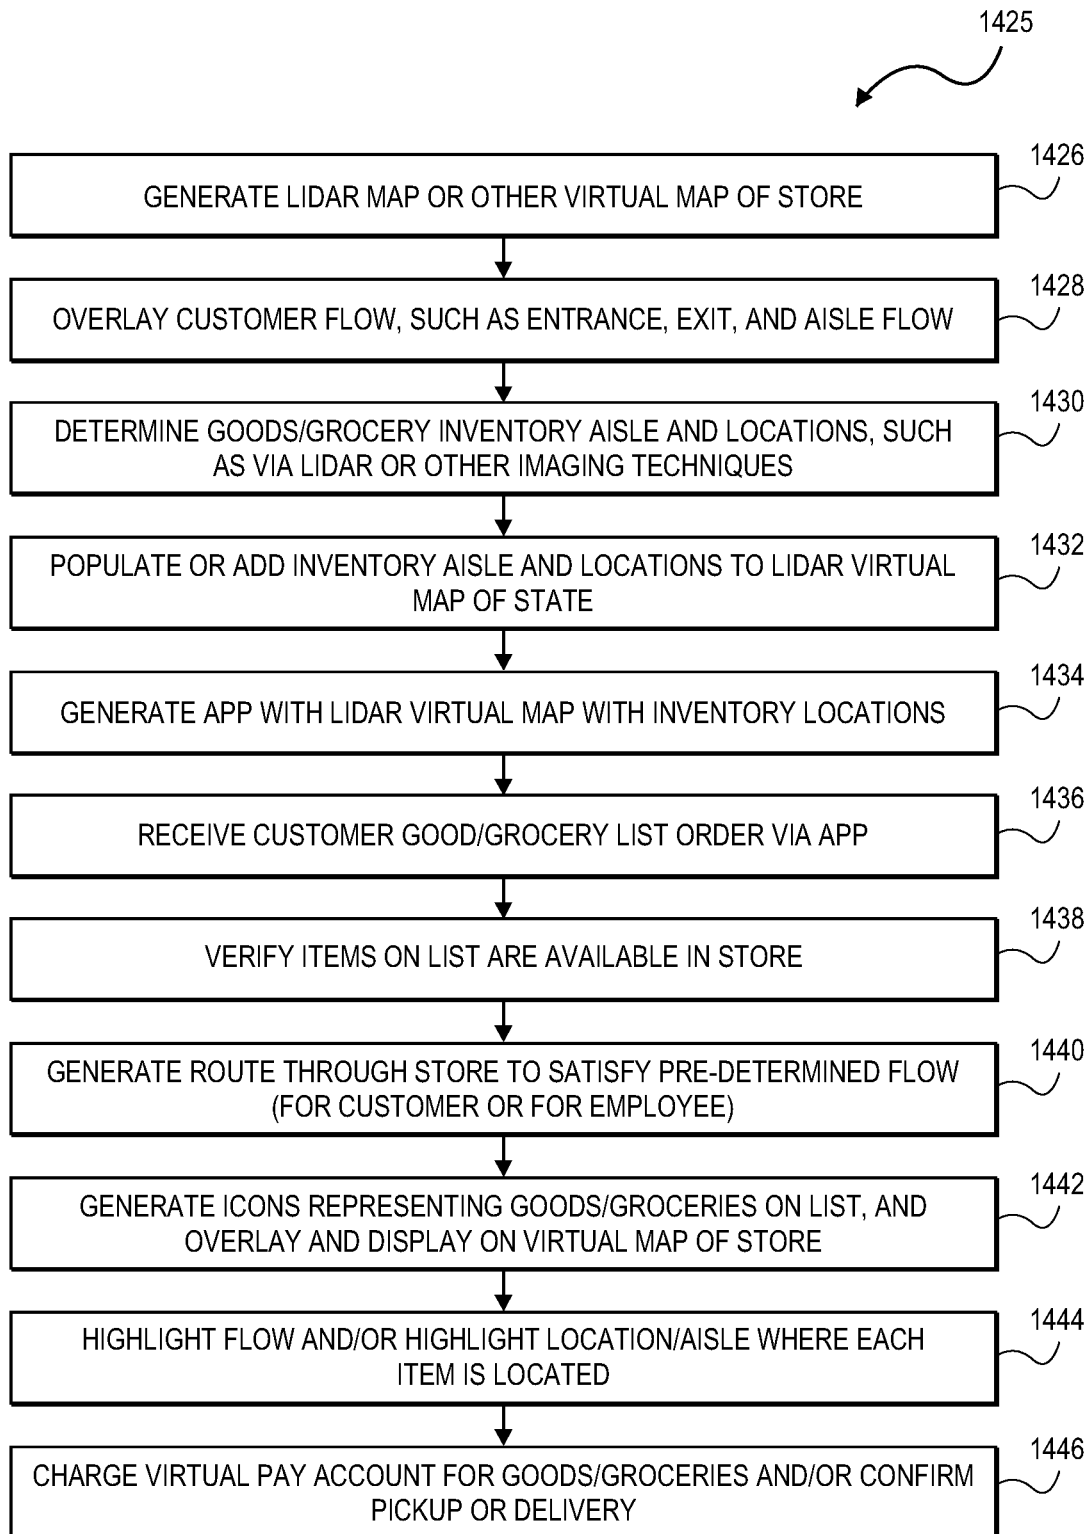 1425
1426
GENERATE LIDAR MAP OR OTHER VIRTUAL MAP OF STORE
1428
OVERLAY CUSTOMER FLOW, SUCH AS ENTRANCE, EXIT, AND AISLE FLOW
1430
DETERMINE GOODS/GROCERY INVENTORY AISLE AND LOCATIONS, SUCH
AS VIA LIDAR OR OTHER IMAGING TECHNIQUES
1432
POPULATE OR ADD INVENTORY AISLE AND LOCATIONS TO LIDAR VIRTUAL
MAP OF STATE
1434
GENERATE APP WITH LIDAR VIRTUAL MAP WITH INVENTORY LOCATIONS
1436
RECEIVE CUSTOMER GOOD/GROCERY LIST ORDER VIA APP
1438
VERIFY ITEMS ON LIST ARE AVAILABLE IN STORE
1440
GENERATE ROUTE THROUGH STORE TO SATISFY PRE-DETERMINED FLOW
(FOR CUSTOMER OR FOR EMPLOYEE)
1442
GENERATE ICONS REPRESENTING GOODS/GROCERIES ON LIST, AND
OVERLAY AND DISPLAY ON VIRTUAL MAP OF STORE
1444
HIGHLIGHT FLOW AND/OR HIGHLIGHT LOCATION/AISLE WHERE EACH
ITEM IS LOCATED
1446
CHARGE VIRTUAL PAY ACCOUNT FOR GOODS/GROCERIES AND/OR CONFIRM
PICKUP OR DELIVERY